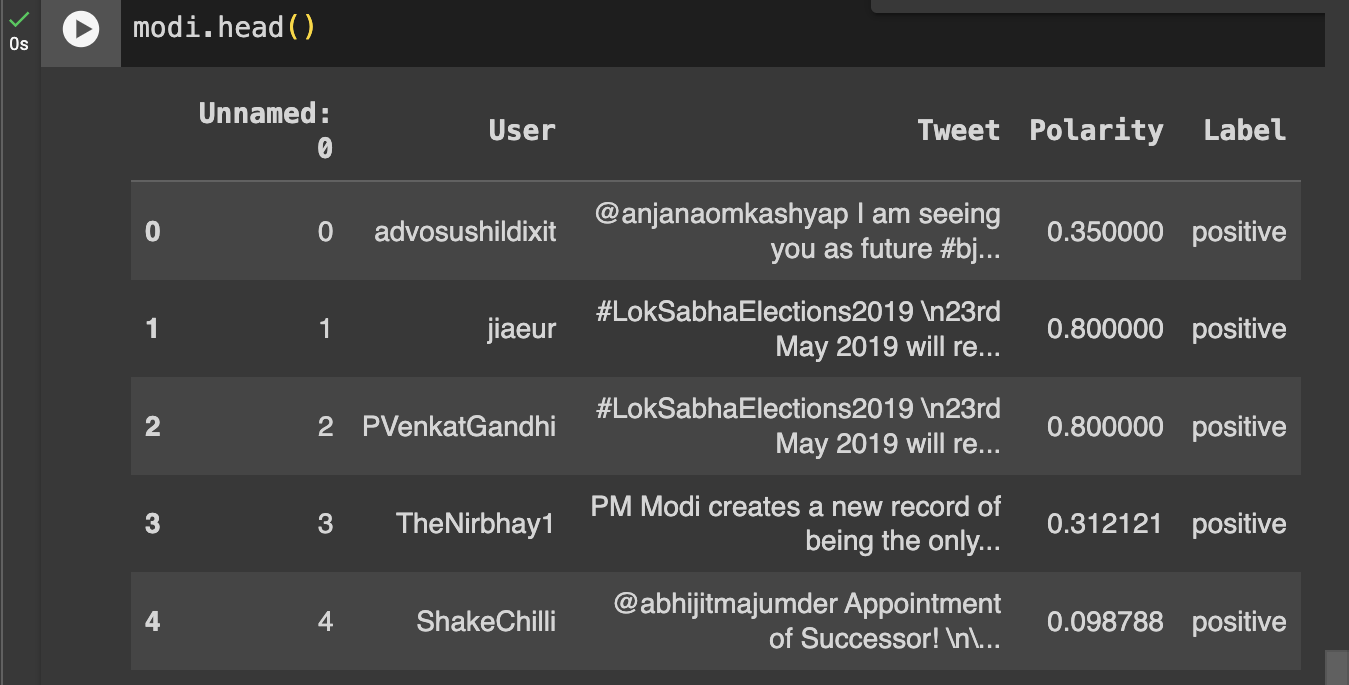 modi.head()
0s
Unnamed: 0 User Tweet Polarity Label
0 0 advosushildixit @anjanaomkashyap I am seeing you as future #bj... 0.350000 positive
1 1 jiaeur #LokSabhaElections2019 \n23rd May 2019 will re... 0.800000 positive
2 2 PVenkatGandhi #LokSabhaElections2019 \n23rd May 2019 will re... 0.800000 positive
3 3 TheNirbhay1 PM Modi creates a new record of being the only... 0.312121 positive
4 4 ShakeChilli @abhijitmajumder Appointment of Successor! \n\... 0.098788 positive